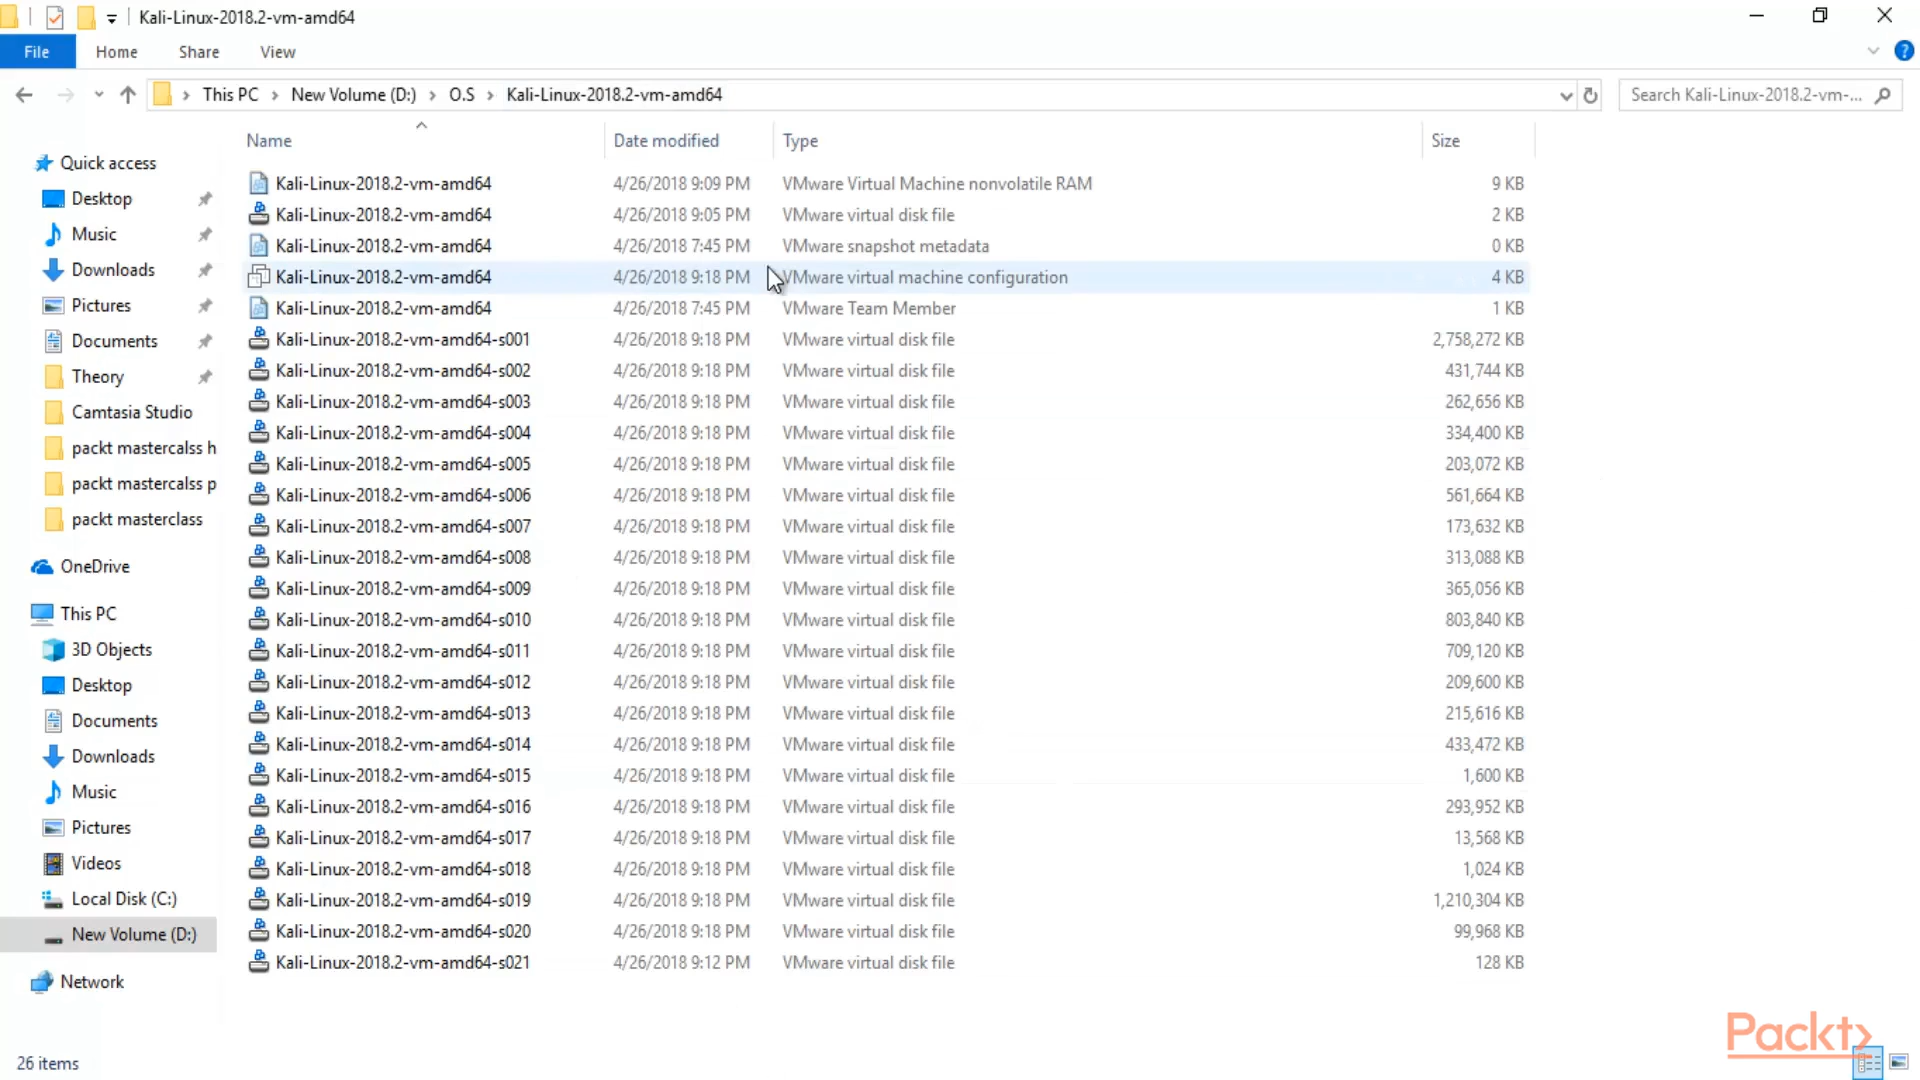 Kali-Linux-2018.2-vm-amd64
File Home Share View
This PC New Volume (D:) O.S Kali-Linux-2018.2-vm-amd64 Search Kali-Linux-2018.2-vm-...
Name Date modified Type Size
Quick access
Desktop
Music
Downloads
Pictures
Documents
Theory
Camtasia Studio
packt mastercalss h
packt mastercalss p
packt masterclass
OneDrive
This PC
3D Objects
Desktop
Documents
Downloads
Music
Pictures
Videos
Local Disk (C:)
New Volume (D:)
Network
Kali-Linux-2018.2-vm-amd64 4/26/2018 9:09 PM VMware Virtual Machine nonvolatile RAM 9 KB
Kali-Linux-2018.2-vm-amd64 4/26/2018 9:05 PM VMware virtual disk file 2 KB
Kali-Linux-2018.2-vm-amd64 4/26/2018 7:45 PM VMware snapshot metadata 0 KB
Kali-Linux-2018.2-vm-amd64 4/26/2018 9:18 PM VMware virtual machine configuration 4 KB
Kali-Linux-2018.2-vm-amd64 4/26/2018 7:45 PM VMware Team Member 1 KB
Kali-Linux-2018.2-vm-amd64-s001 4/26/2018 9:18 PM VMware virtual disk file 2,758,272 KB
Kali-Linux-2018.2-vm-amd64-s002 4/26/2018 9:18 PM VMware virtual disk file 431,744 KB
Kali-Linux-2018.2-vm-amd64-s003 4/26/2018 9:18 PM VMware virtual disk file 262,656 KB
Kali-Linux-2018.2-vm-amd64-s004 4/26/2018 9:18 PM VMware virtual disk file 334,400 KB
Kali-Linux-2018.2-vm-amd64-s005 4/26/2018 9:18 PM VMware virtual disk file 203,072 KB
Kali-Linux-2018.2-vm-amd64-s006 4/26/2018 9:18 PM VMware virtual disk file 561,664 KB
Kali-Linux-2018.2-vm-amd64-s007 4/26/2018 9:18 PM VMware virtual disk file 173,632 KB
Kali-Linux-2018.2-vm-amd64-s008 4/26/2018 9:18 PM VMware virtual disk file 313,088 KB
Kali-Linux-2018.2-vm-amd64-s009 4/26/2018 9:18 PM VMware virtual disk file 365,056 KB
Kali-Linux-2018.2-vm-amd64-s010 4/26/2018 9:18 PM VMware virtual disk file 803,840 KB
Kali-Linux-2018.2-vm-amd64-s011 4/26/2018 9:18 PM VMware virtual disk file 709,120 KB
Kali-Linux-2018.2-vm-amd64-s012 4/26/2018 9:18 PM VMware virtual disk file 209,600 KB
Kali-Linux-2018.2-vm-amd64-s013 4/26/2018 9:18 PM VMware virtual disk file 215,616 KB
Kali-Linux-2018.2-vm-amd64-s014 4/26/2018 9:18 PM VMware virtual disk file 433,472 KB
Kali-Linux-2018.2-vm-amd64-s015 4/26/2018 9:18 PM VMware virtual disk file 1,600 KB
Kali-Linux-2018.2-vm-amd64-s016 4/26/2018 9:18 PM VMware virtual disk file 293,952 KB
Kali-Linux-2018.2-vm-amd64-s017 4/26/2018 9:18 PM VMware virtual disk file 13,568 KB
Kali-Linux-2018.2-vm-amd64-s018 4/26/2018 9:18 PM VMware virtual disk file 1,024 KB
Kali-Linux-2018.2-vm-amd64-s019 4/26/2018 9:18 PM VMware virtual disk file 1,210,304 KB
Kali-Linux-2018.2-vm-amd64-s020 4/26/2018 9:18 PM VMware virtual disk file 99,968 KB
Kali-Linux-2018.2-vm-amd64-s021 4/26/2018 9:12 PM VMware virtual disk file 128 KB
Packt
26 items